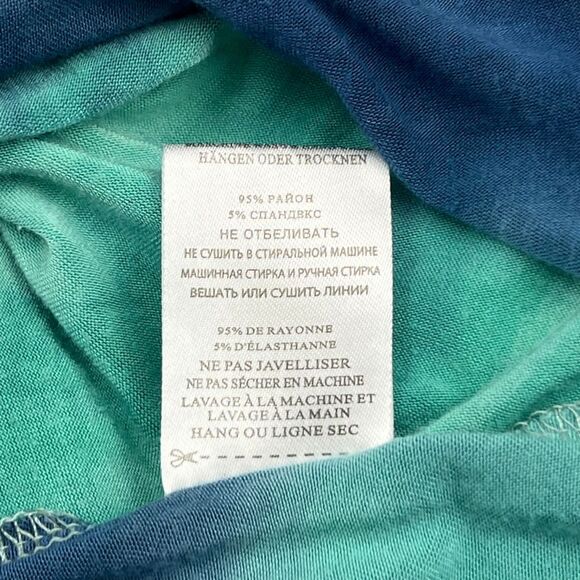 HÄNGEN ODER TROCKNEN
95% РАЙОН
5% СПАНДВКС
НЕ ОТБЕЛИВАТЬ
НЕ СУШИТЬ В СТИРАЛЬНОЙ МАШИНЕ
МАШИННАЯ СТИРКА И РУЧНАЯ СТИРКА
ВЕШАТЬ ИЛИ СУШИТЬ ЛИНИИ
95% DE RAYONNE
5% D'ÉLASTHANNE
NE PAS JAVELLISER
NE PAS SÉCHER EN MACHINE
LAVAGE À LA MACHINE ET
LAVAGE À LA MAIN
HANG OU LIGNE SEC